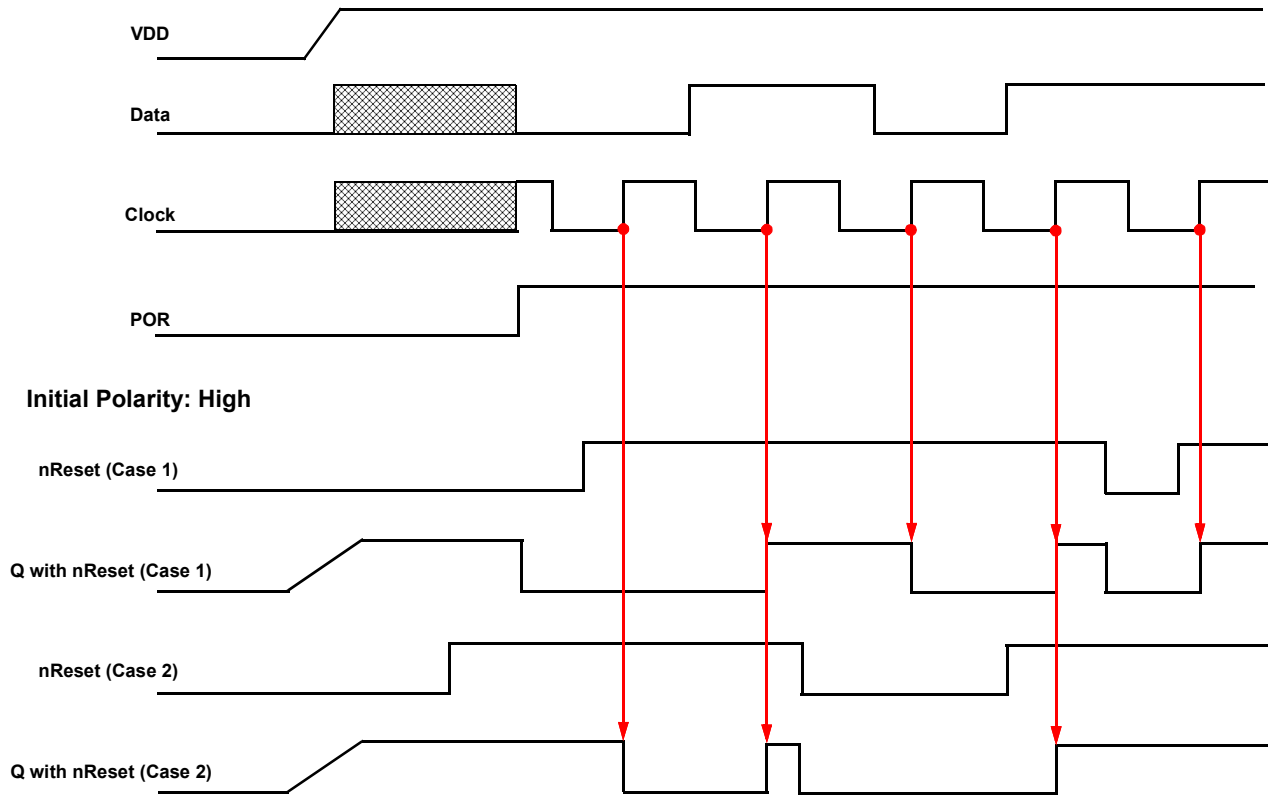 VDD
Data
Clock
POR
Initial Polarity: High
nReset (Case 1)
Q with nReset (Case 1)
nReset (Case 2)
Q with nReset (Case 2)